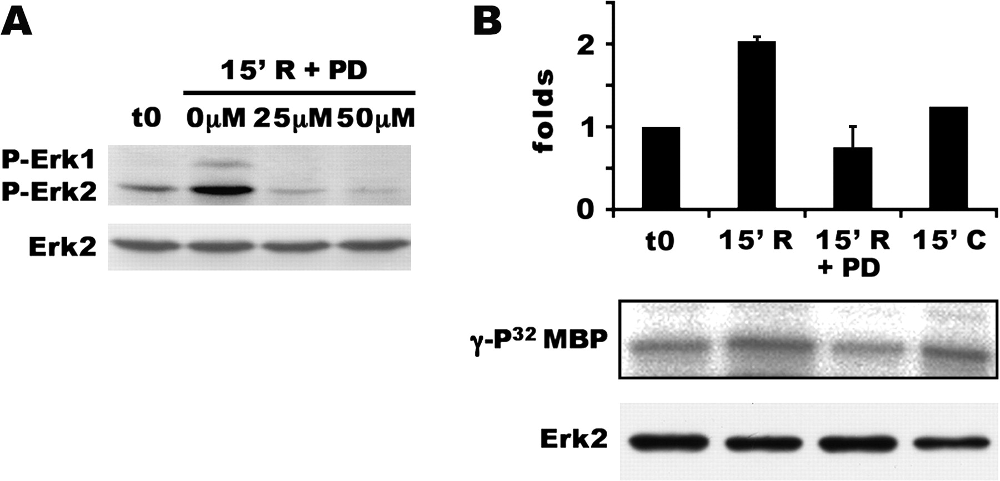 A
15’ R + PD
t0 0μM 25μM 50μM
P-Erk1
P-Erk2
Erk2
B
folds
2
1
0
t0 15’ R 15’ R + PD 15’ C
γ-P³² MBP
Erk2